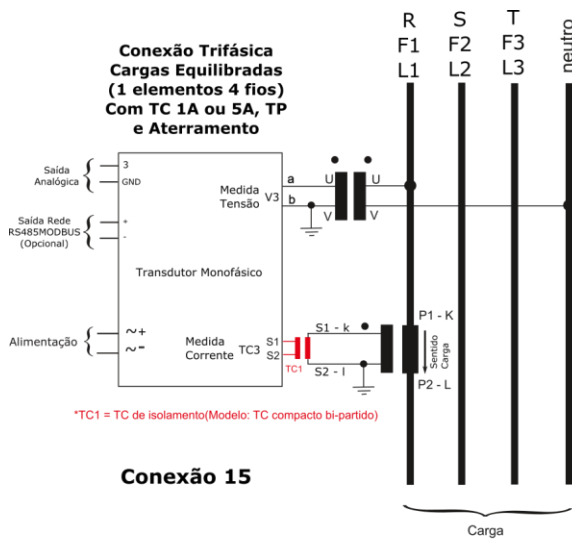 Conexão Trifásica
Cargas Equilibradas
(1 elementos 4 fios)
Com TC 1A ou 5A, TP
e Aterramento
R S T
F1 F2 F3
L1 L2 L3
neutro
Saída
Analógica
3
GND
Saída Rede
RS485MODBUS
(Opcional)
+
-
Medida
Tensão
V3
a
b
U U
V V
Transdutor Monofásico
Alimentação
~+
~-
Medida
Corrente
TC3
S1
S2
TC1
S1 - k
S2 - l
P1 - K
Sentido
Carga
P2 - L
*TC1 = TC de isolamento(Modelo: TC compacto bi-partido)
Conexão 15
Carga